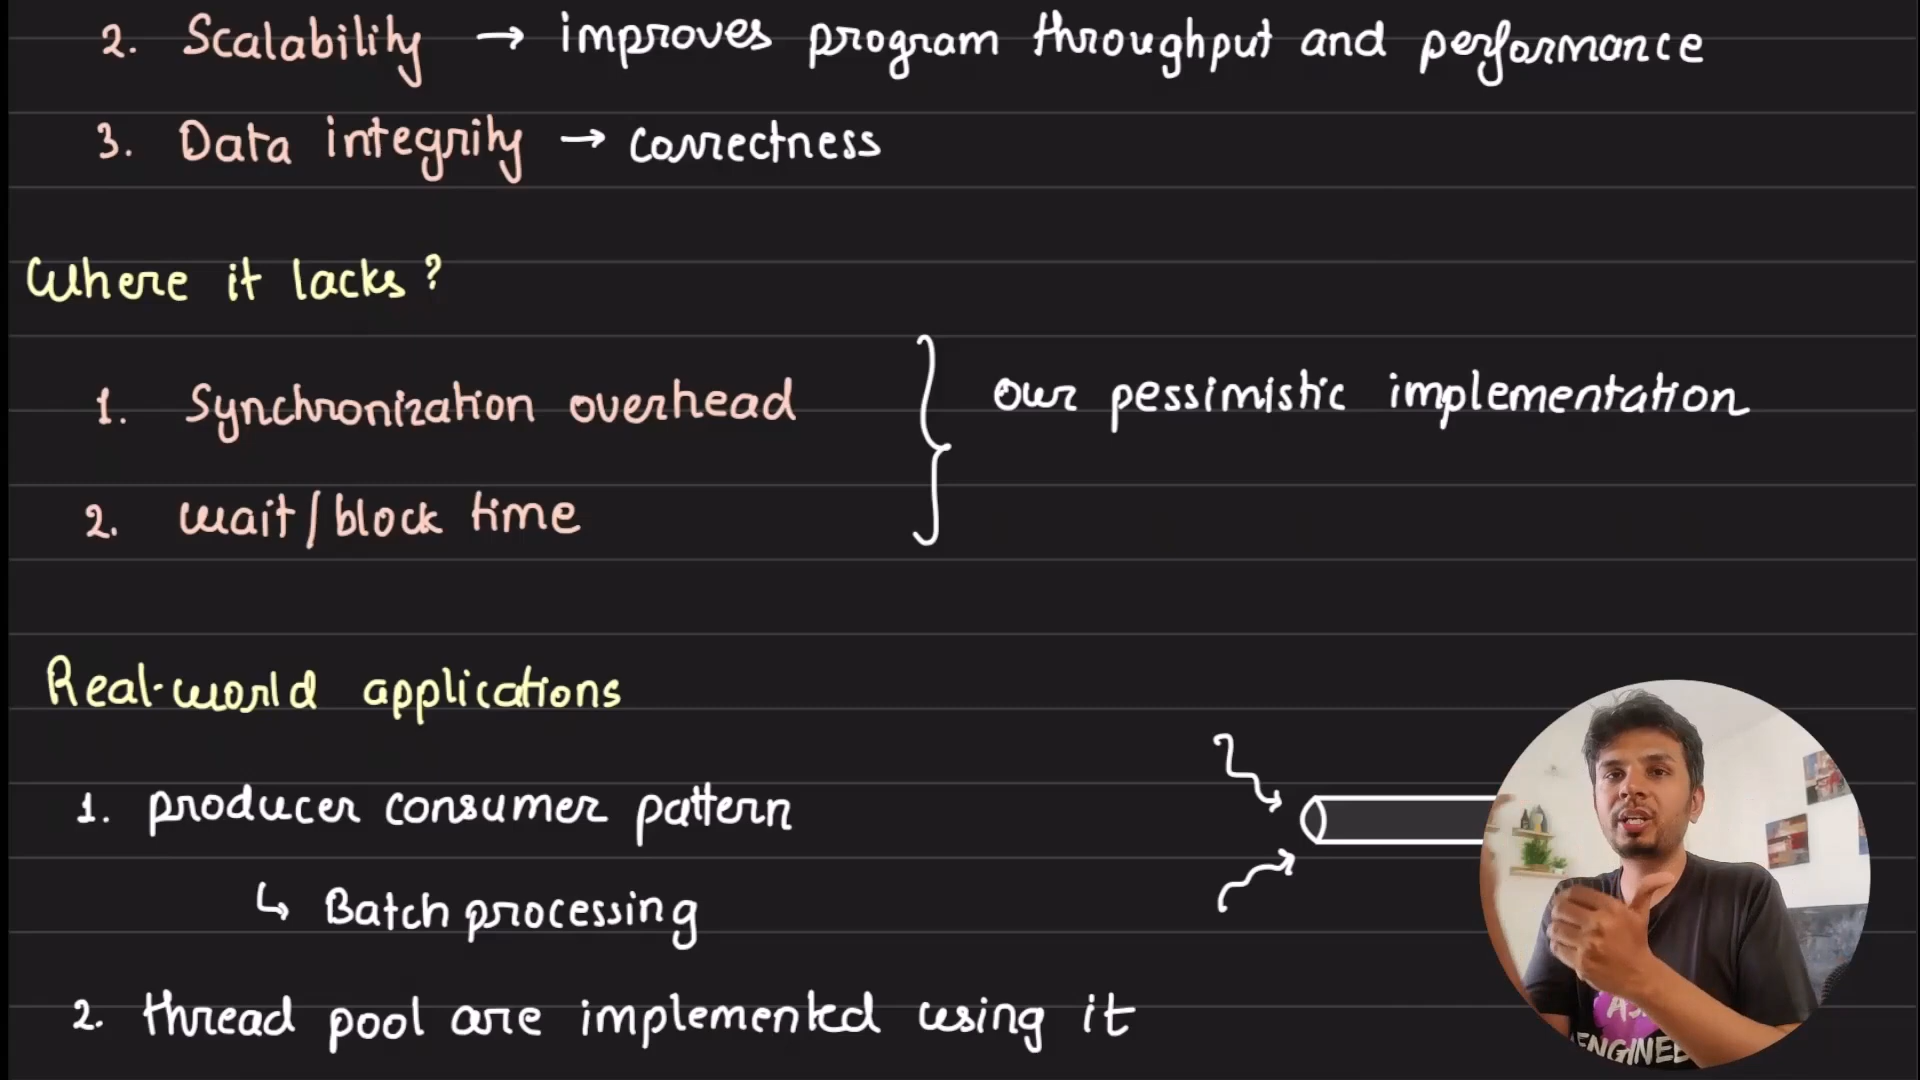 2. Scalability → improves program throughput and performance
3. Data integrity → correctness
Where it lacks?
1. Synchronization overhead
our pessimistic implementation
2. wait/block time
Real-world applications
1. producer consumer pattern
↳ Batch processing
2. thread pool are implemented using it